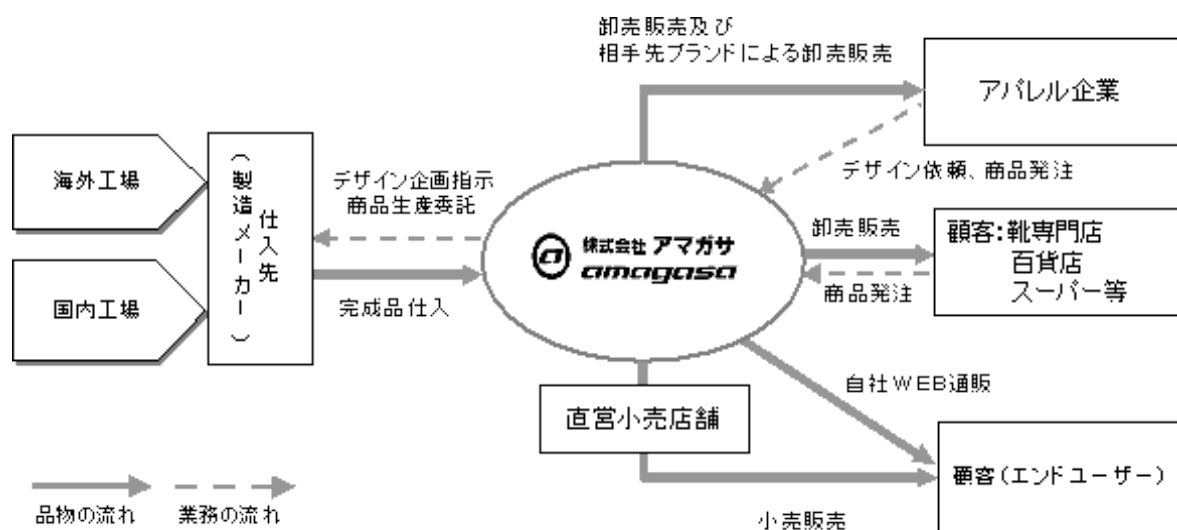 卸売販売及び
相手先ブランドによる卸売販売
アパレル企業
海外工場
(製造メーカー)
仕入先
デザイン企画指示
商品生産委託
デザイン依頼、商品発注
株式会社 アマガサ
amagasa
卸売販売
顧客:靴専門店
百貨店
スーパー等
商品発注
国内工場
完成品仕入
自社WEB通販
直営小売店舗
顧客(エンドユーザー)
品物の流れ
業務の流れ
小売販売